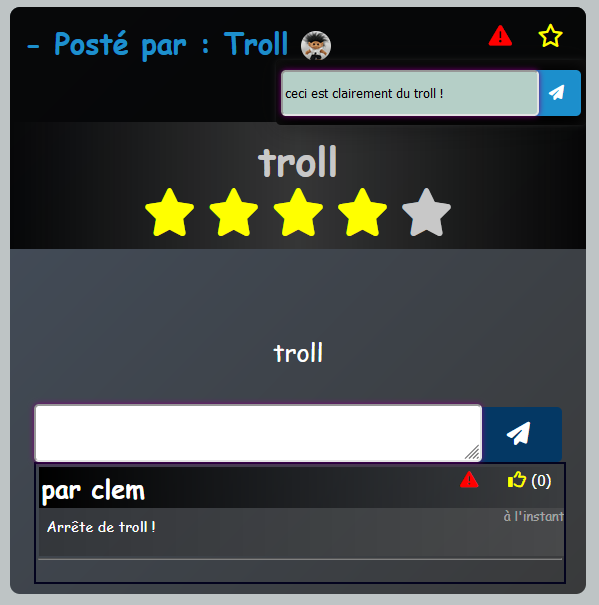 - Posté par : Troll
ceci est clairement du troll !
troll
troll
par clem
(0)
à l'instant
Arrête de troll !